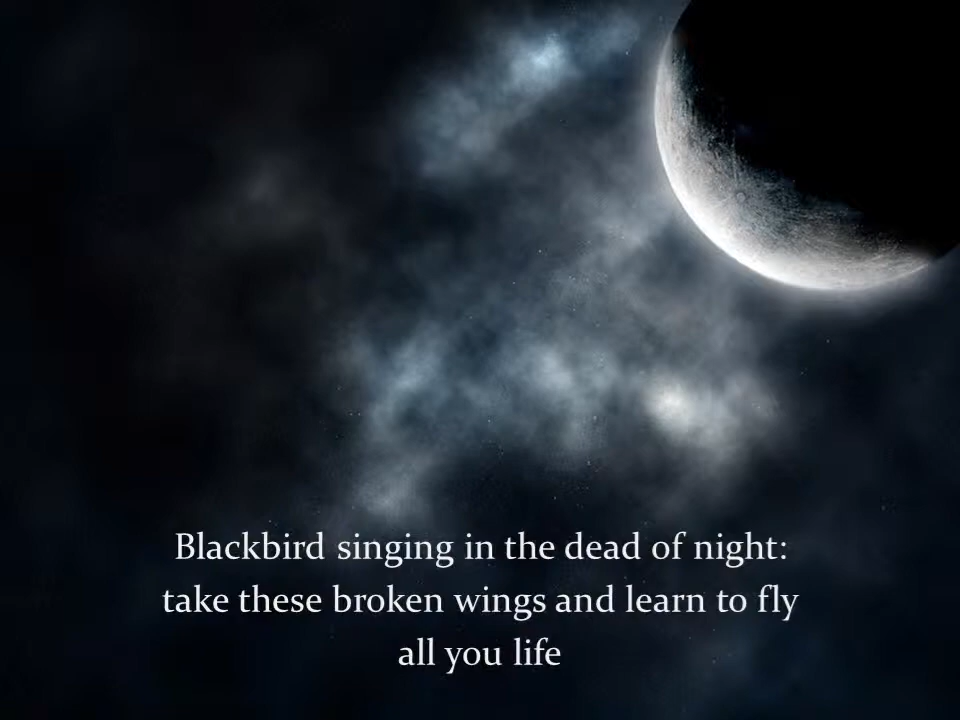 Blackbird singing in the dead of night:
take these broken wings and learn to fly
all you life